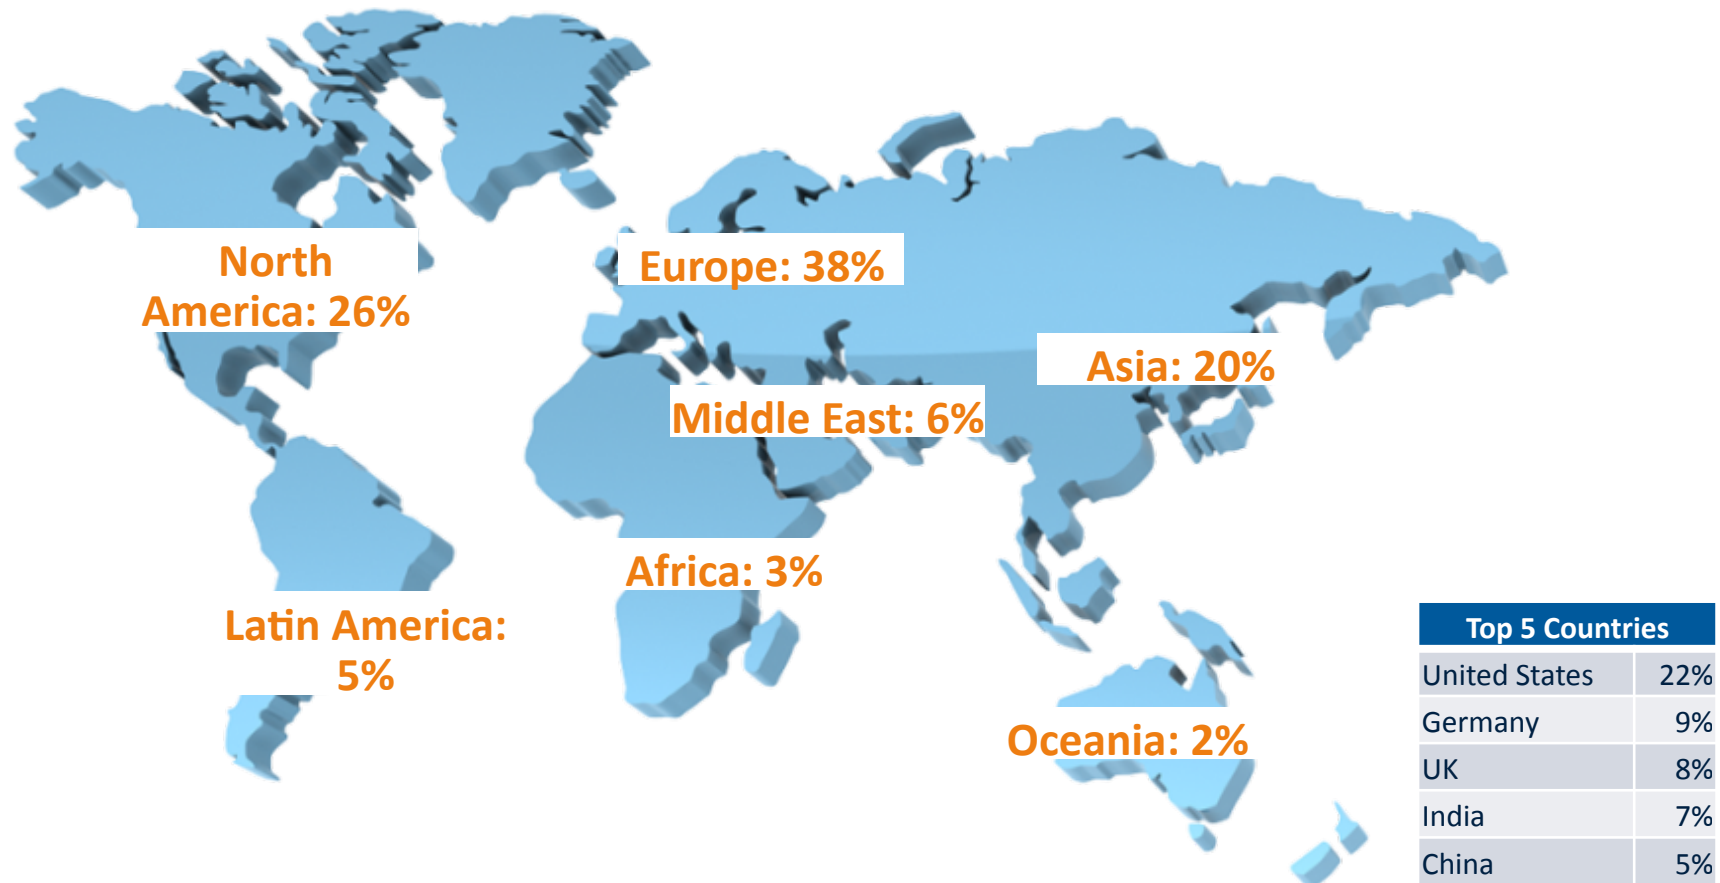 North
America: 26%
Europe: 38%
Asia: 20%
Middle East: 6%
Africa: 3%
Latin America:
5%
Oceania: 2%
Top 5 Countries
United States 22%
Germany 9%
UK 8%
India 7%
China 5%